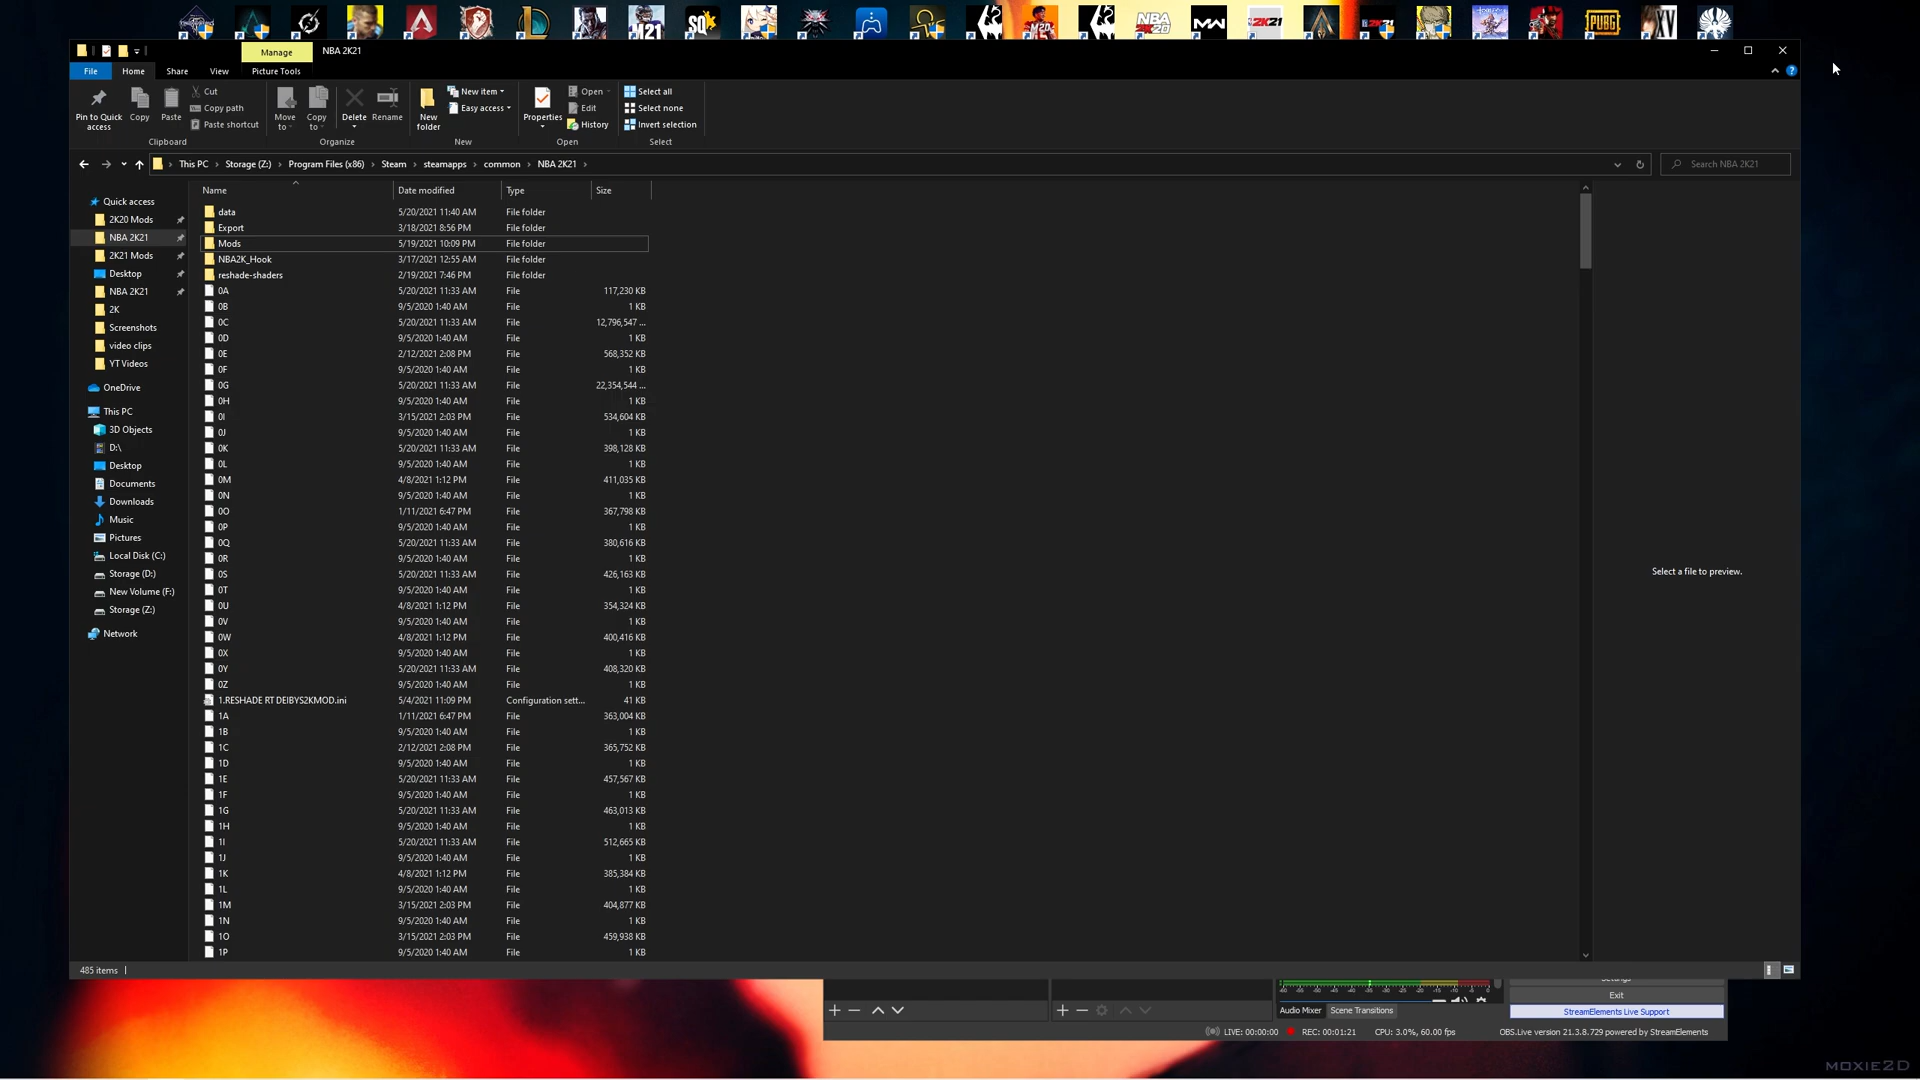 Manage
NBA 2K21
File
Home
Share
View
Picture Tools
Pin to Quick access
Copy
Paste
Cut
Copy path
Paste shortcut
Clipboard
Move to
Copy to
Delete
Rename
Organize
New folder
New item
Easy access
New
Properties
Open
Edit
History
Open
Select all
Select none
Invert selection
Select
This PC > Storage (Z:) > Program Files (x86) > Steam > steamapps > common > NBA 2K21 >
Search NBA 2K21
Quick access
2K20 Mods
NBA 2K21
2K21 Mods
Desktop
NBA 2K21
2K
Screenshots
video clips
YT Videos
OneDrive
This PC
3D Objects
D:\
Desktop
Documents
Downloads
Music
Pictures
Local Disk (C:)
Storage (D:)
New Volume (F:)
Storage (Z:)
Network
Name Date modified Type Size
data 5/20/2021 11:40 AM File folder
Export 3/18/2021 8:56 PM File folder
Mods 5/19/2021 10:09 PM File folder
NBA2K_Hook 3/17/2021 12:55 AM File folder
reshade-shaders 2/19/2021 7:46 PM File folder
0A 5/20/2021 11:33 AM File 117,230 KB
0B 9/5/2020 1:40 AM File 1 KB
0C 5/20/2021 11:33 AM File 12,796,547 ...
0D 9/5/2020 1:40 AM File 1 KB
0E 2/12/2021 2:08 PM File 568,352 KB
0F 9/5/2020 1:40 AM File 1 KB
0G 5/20/2021 11:33 AM File 22,354,544 ...
0H 9/5/2020 1:40 AM File 1 KB
0I 3/15/2021 2:03 PM File 534,604 KB
0J 9/5/2020 1:40 AM File 1 KB
0K 5/20/2021 11:33 AM File 398,128 KB
0L 9/5/2020 1:40 AM File 1 KB
0M 4/8/2021 1:12 PM File 411,035 KB
0N 9/5/2020 1:40 AM File 1 KB
0O 1/11/2021 6:47 PM File 367,798 KB
0P 9/5/2020 1:40 AM File 1 KB
0Q 5/20/2021 11:33 AM File 380,616 KB
0R 9/5/2020 1:40 AM File 1 KB
0S 5/20/2021 11:33 AM File 426,163 KB
0T 9/5/2020 1:40 AM File 1 KB
0U 4/8/2021 1:12 PM File 354,324 KB
0V 9/5/2020 1:40 AM File 1 KB
0W 4/8/2021 1:12 PM File 400,416 KB
0X 9/5/2020 1:40 AM File 1 KB
0Y 5/20/2021 11:33 AM File 408,320 KB
0Z 9/5/2020 1:40 AM File 1 KB
1.RESHADE RT DEIBYS2KMOD.ini 5/4/2021 11:09 PM Configuration sett... 41 KB
1A 1/11/2021 6:47 PM File 363,004 KB
1B 9/5/2020 1:40 AM File 1 KB
1C 2/12/2021 2:08 PM File 365,752 KB
1D 9/5/2020 1:40 AM File 1 KB
1E 5/20/2021 11:33 AM File 457,567 KB
1F 9/5/2020 1:40 AM File 1 KB
1G 5/20/2021 11:33 AM File 463,013 KB
1H 9/5/2020 1:40 AM File 1 KB
1I 5/20/2021 11:33 AM File 512,665 KB
1J 9/5/2020 1:40 AM File 1 KB
1K 4/8/2021 1:12 PM File 385,384 KB
1L 9/5/2020 1:40 AM File 1 KB
1M 3/15/2021 2:03 PM File 404,877 KB
1N 9/5/2020 1:40 AM File 1 KB
1O 3/15/2021 2:03 PM File 459,938 KB
1P 9/5/2020 1:40 AM File 1 KB
Select a file to preview.
485 items
Exit
Audio Mixer Scene Transitions
StreamElements Live Support
LIVE: 00:00:00 REC: 00:01:21 CPU: 3.0%, 60.00 fps OBS.Live version 21.3.8.729 powered by StreamElements
MOXIE2D